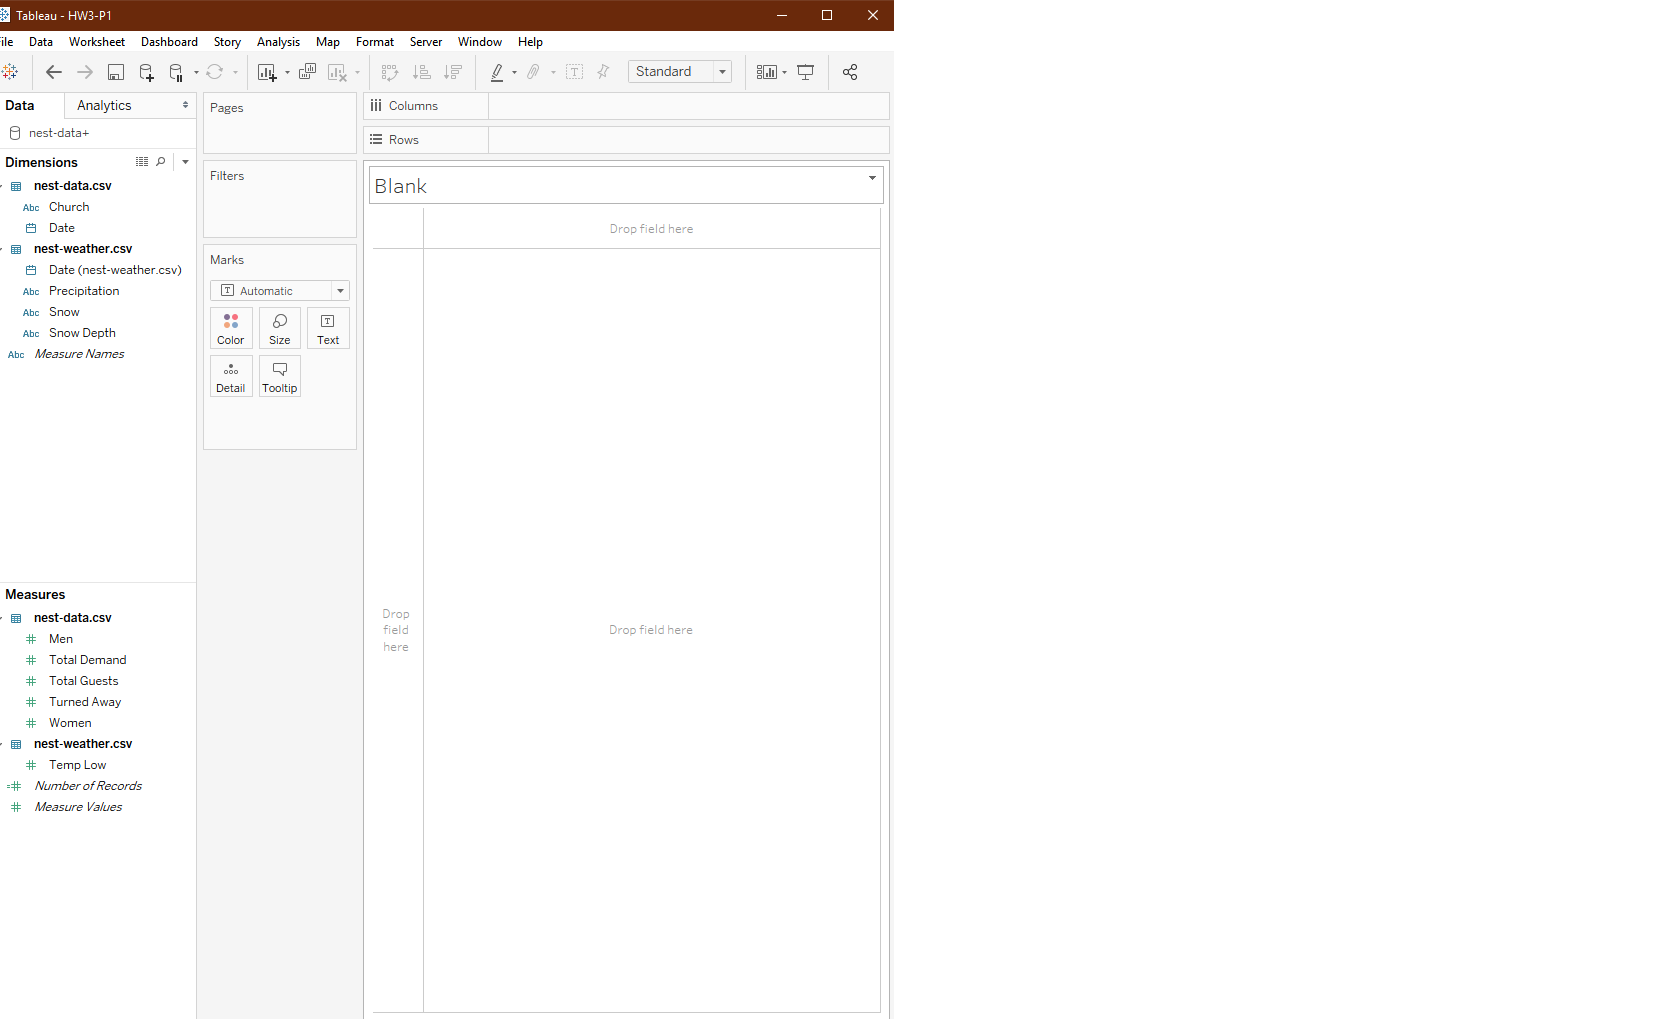 Tableau - HW3-P1
ile Data Worksheet Dashboard Story Analysis Map Format Server Window Help
Standard
Data Analytics
nest-data+
Dimensions
nest-data.csv
Abc Church
Date
nest-weather.csv
Date (nest-weather.csv)
Abc Precipitation
Abc Snow
Abc Snow Depth
Abc Measure Names
Measures
nest-data.csv
# Men
# Total Demand
# Total Guests
# Turned Away
# Women
nest-weather.csv
# Temp Low
=# Number of Records
# Measure Values
Pages
Filters
Marks
T Automatic
Color Size Text
Detail Tooltip
Columns
Rows
Blank
Drop field here
Drop
field
here
Drop field here